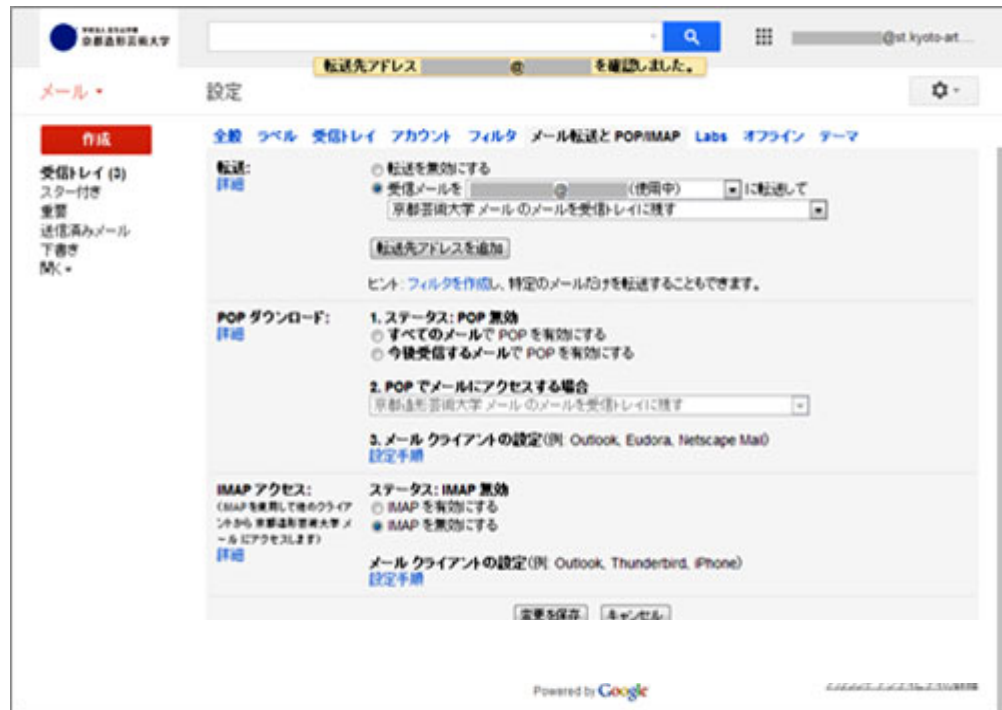 京都造形芸術大学
@st.kyoto-art....
転送先アドレス @ を確認しました。
メール
設定
作成
全般 ラベル 受信トレイ アカウント フィルタ メール転送と POP/IMAP Labs オフライン テーマ
受信トレイ (3)
スター付き
重要
送信済みメール
下書き
開く
転送:
詳細
転送を無効にする
受信メールを @ (使用中) に転送して
京都芸術大学 メール のメールを受信トレイに残す
転送先アドレスを追加
ヒント: フィルタを作成し、特定のメールだけを転送することもできます。
POP ダウンロード:
詳細
1. ステータス: POP 無効
すべてのメールで POP を有効にする
今後受信するメールで POP を有効にする
2. POP でメールにアクセスする場合
京都造形芸術大学 メール のメールを受信トレイに残す
3. メール クライアントの設定(例: Outlook, Eudora, Netscape Mail)
設定手順
IMAP アクセス:
(IMAP を使用して他のクライア
ントから 京都造形芸術大学 メ
ール にアクセスします)
詳細
ステータス: IMAP 無効
IMAP を有効にする
IMAP を無効にする
メール クライアントの設定(例: Outlook, Thunderbird, iPhone)
設定手順
変更を保存 キャンセル
Powered by Google